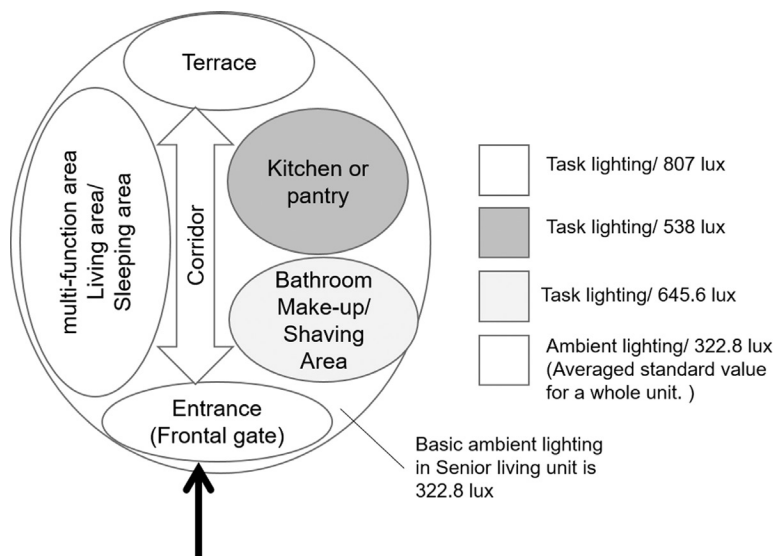 Terrace
multi-function area
Living area/
Sleeping area
Corridor
Kitchen or
pantry
Bathroom
Make-up/
Shaving
Area
Entrance
(Frontal gate)
Task lighting/ 807 lux
Task lighting/ 538 lux
Task lighting/ 645.6 lux
Ambient lighting/ 322.8 lux
(Averaged standard value
for a whole unit. )
Basic ambient lighting
in Senior living unit is
322.8 lux